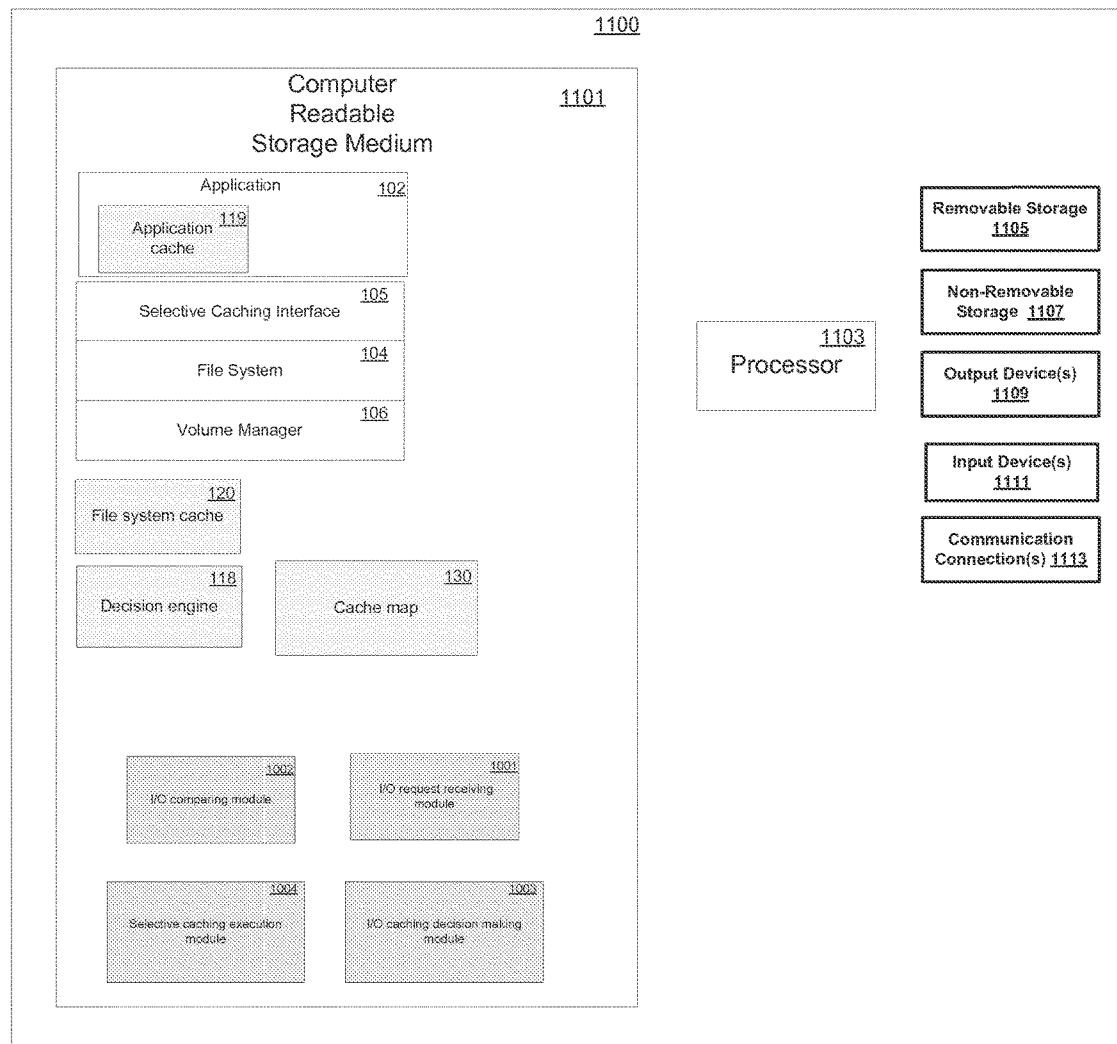 1100
Computer
Readable
Storage Medium
1101
Application
102
119
Application
cache
105
Selective Caching Interface
104
File System
106
Volume Manager
120
File system cache
118
Decision engine
130
Cache map
1002
I/O comparing module
1001
I/O request receiving
module
1004
Selective caching execution
module
1003
I/O caching decision making
module
1103
Processor
Removable Storage
1105
Non-Removable
Storage 1107
Output Device(s)
1109
Input Device(s)
1111
Communication
Connection(s) 1113